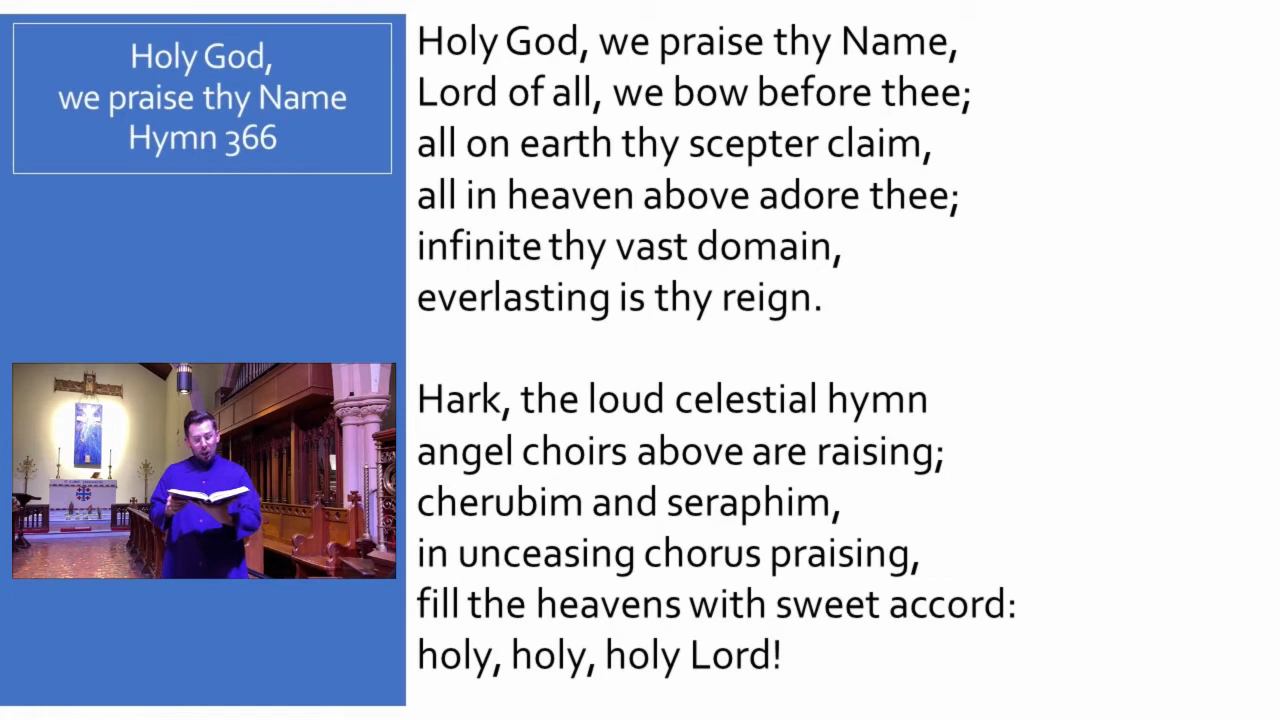 Holy God,
we praise thy Name
Hymn 366
Holy God, we praise thy Name,
Lord of all, we bow before thee;
all on earth thy scepter claim,
all in heaven above adore thee;
infinite thy vast domain,
everlasting is thy reign.
Hark, the loud celestial hymn
angel choirs above are raising;
cherubim and seraphim,
in unceasing chorus praising,
fill the heavens with sweet accord:
holy, holy, holy Lord!